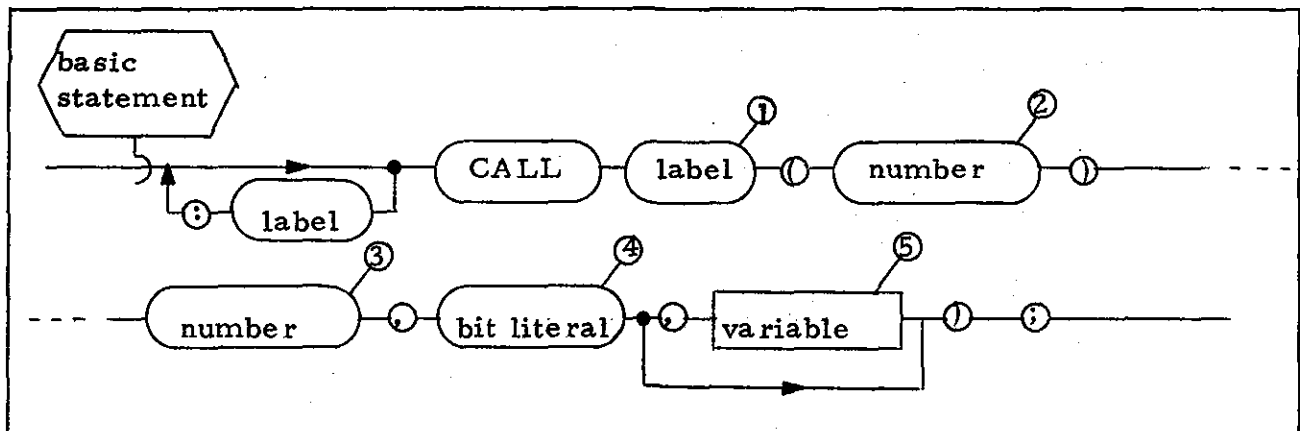 basic
statement
① ②
CALL label ( number )
: label
③ ④ ⑤
number , bit literal , variable ) ;